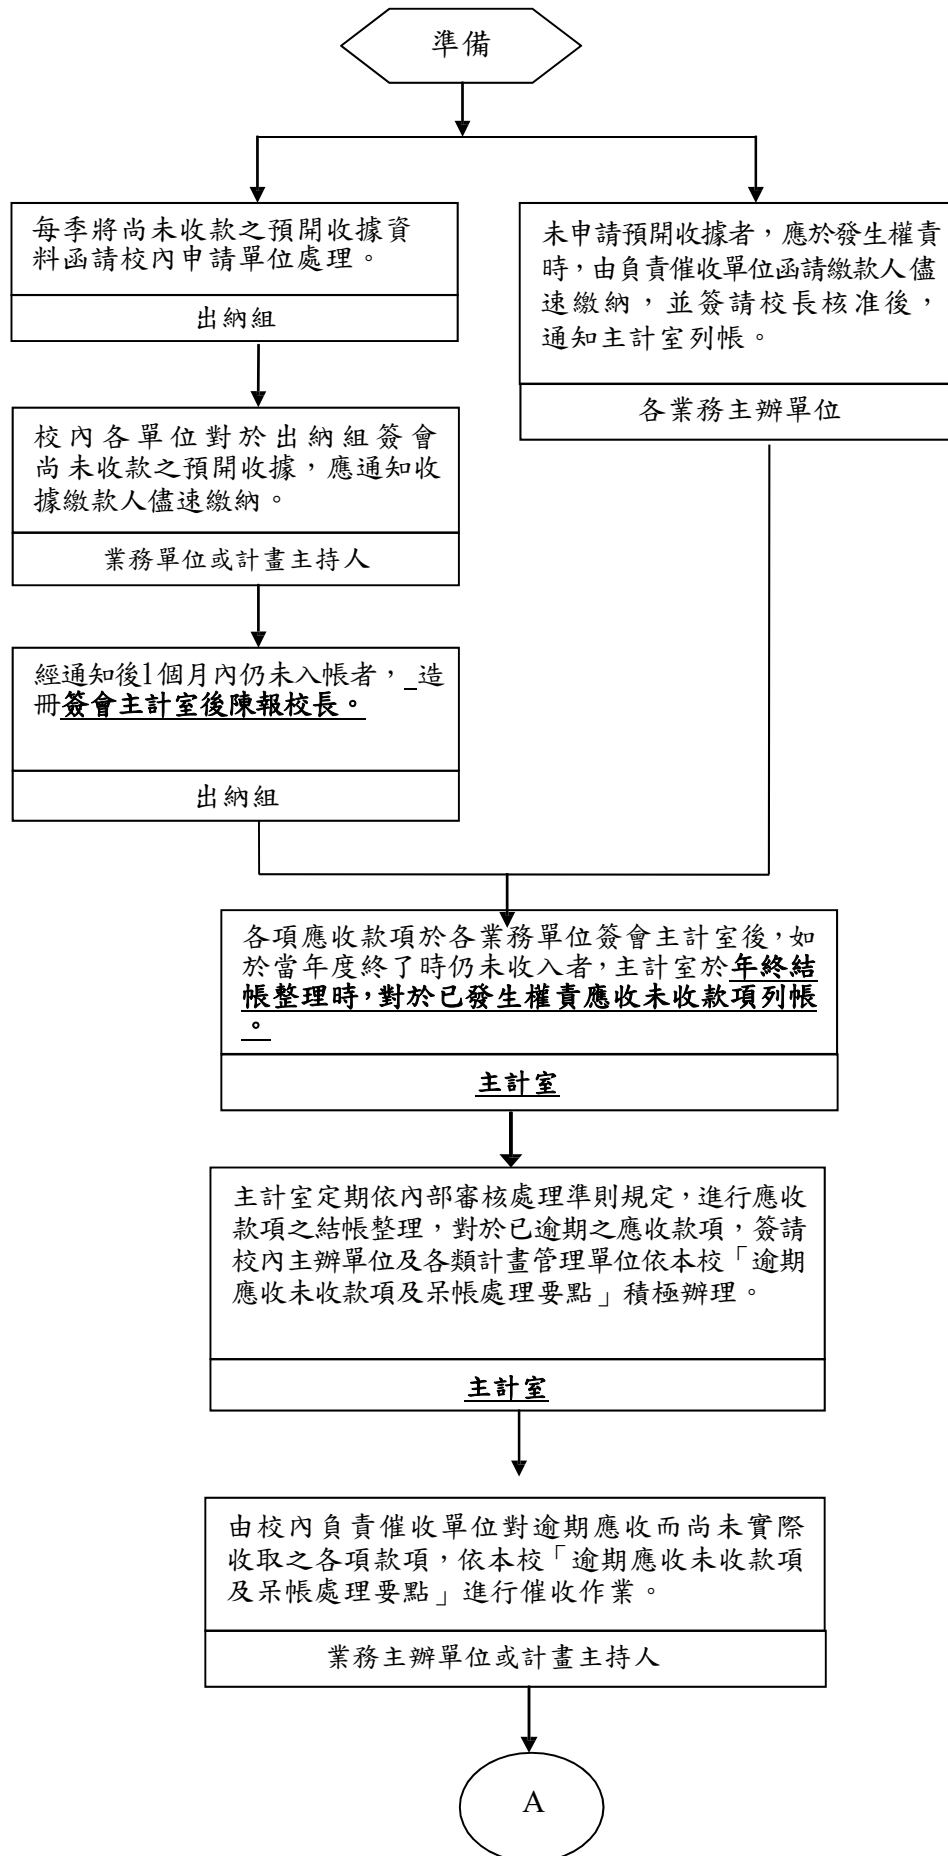 準備
每季將尚未收款之預開收據資
料函請校內申請單位處理。
出納組
校內各單位對於出納組簽會
尚未收款之預開收據，應通知收
據繳款人儘速繳納。
業務單位或計畫主持人
經通知後1個月內仍未入帳者， 造
冊簽會主計室後陳報校長。
出納組
未申請預開收據者，應於發生權責
時，由負責催收單位函請繳款人儘
速繳納，並簽請校長核准後，
通知主計室列帳。
各業務主辦單位
各項應收款項於各業務單位簽會主計室後，如
於當年度終了時仍未收入者，主計室於年終結
帳整理時，對於已發生權責應收未收款項列帳
。
主計室
主計室定期依內部審核處理準則規定，進行應收
款項之結帳整理，對於已逾期之應收款項，簽請
校內主辦單位及各類計畫管理單位依本校「逾期
應收未收款項及呆帳處理要點」積極辦理。
主計室
由校內負責催收單位對逾期應收而尚未實際
收取之各項款項，依本校「逾期應收未收款項
及呆帳處理要點」進行催收作業。
業務主辦單位或計畫主持人
A